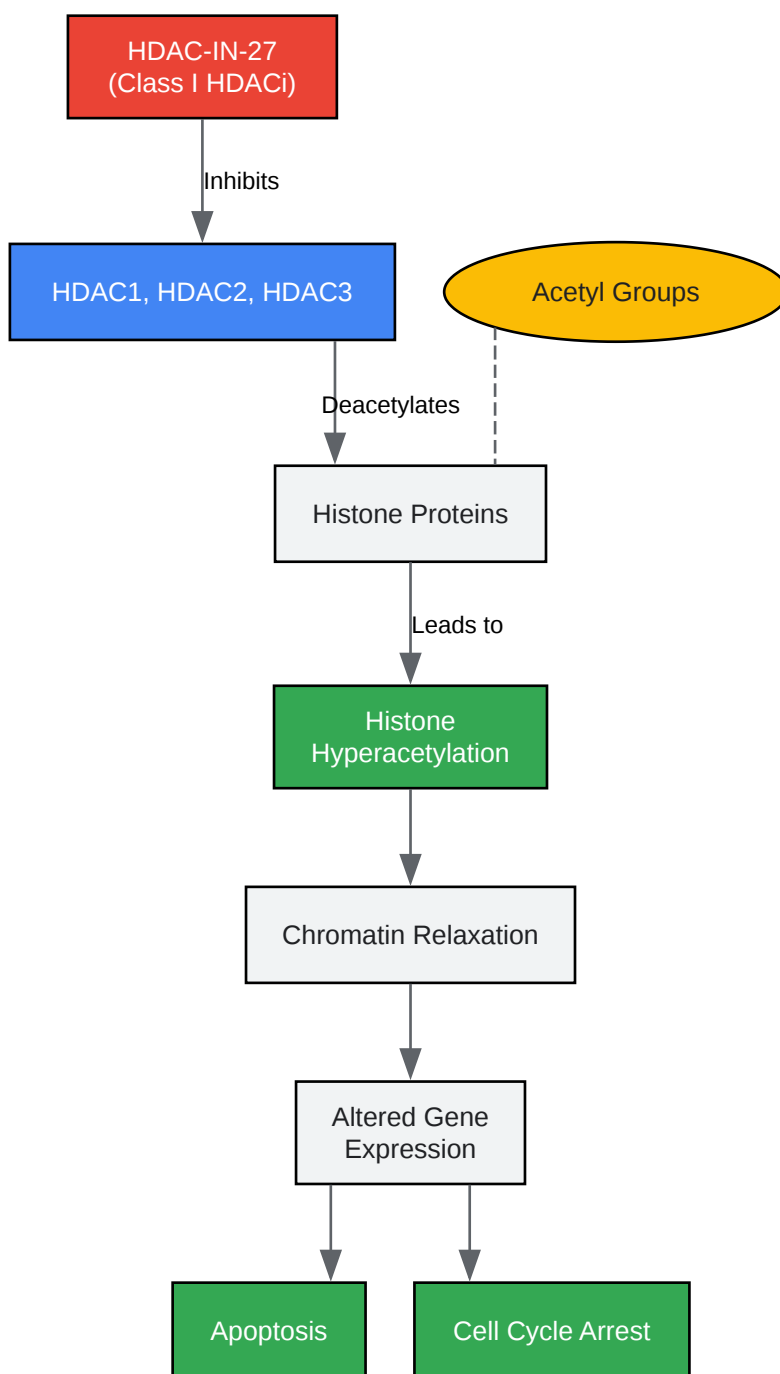 HDAC-IN-27
(Class I HDACi)
Inhibits
HDAC1, HDAC2, HDAC3
Acetyl Groups
Deacetylates
Histone Proteins
Leads to
Histone
Hyperacetylation
Chromatin Relaxation
Altered Gene
Expression
Apoptosis
Cell Cycle Arrest